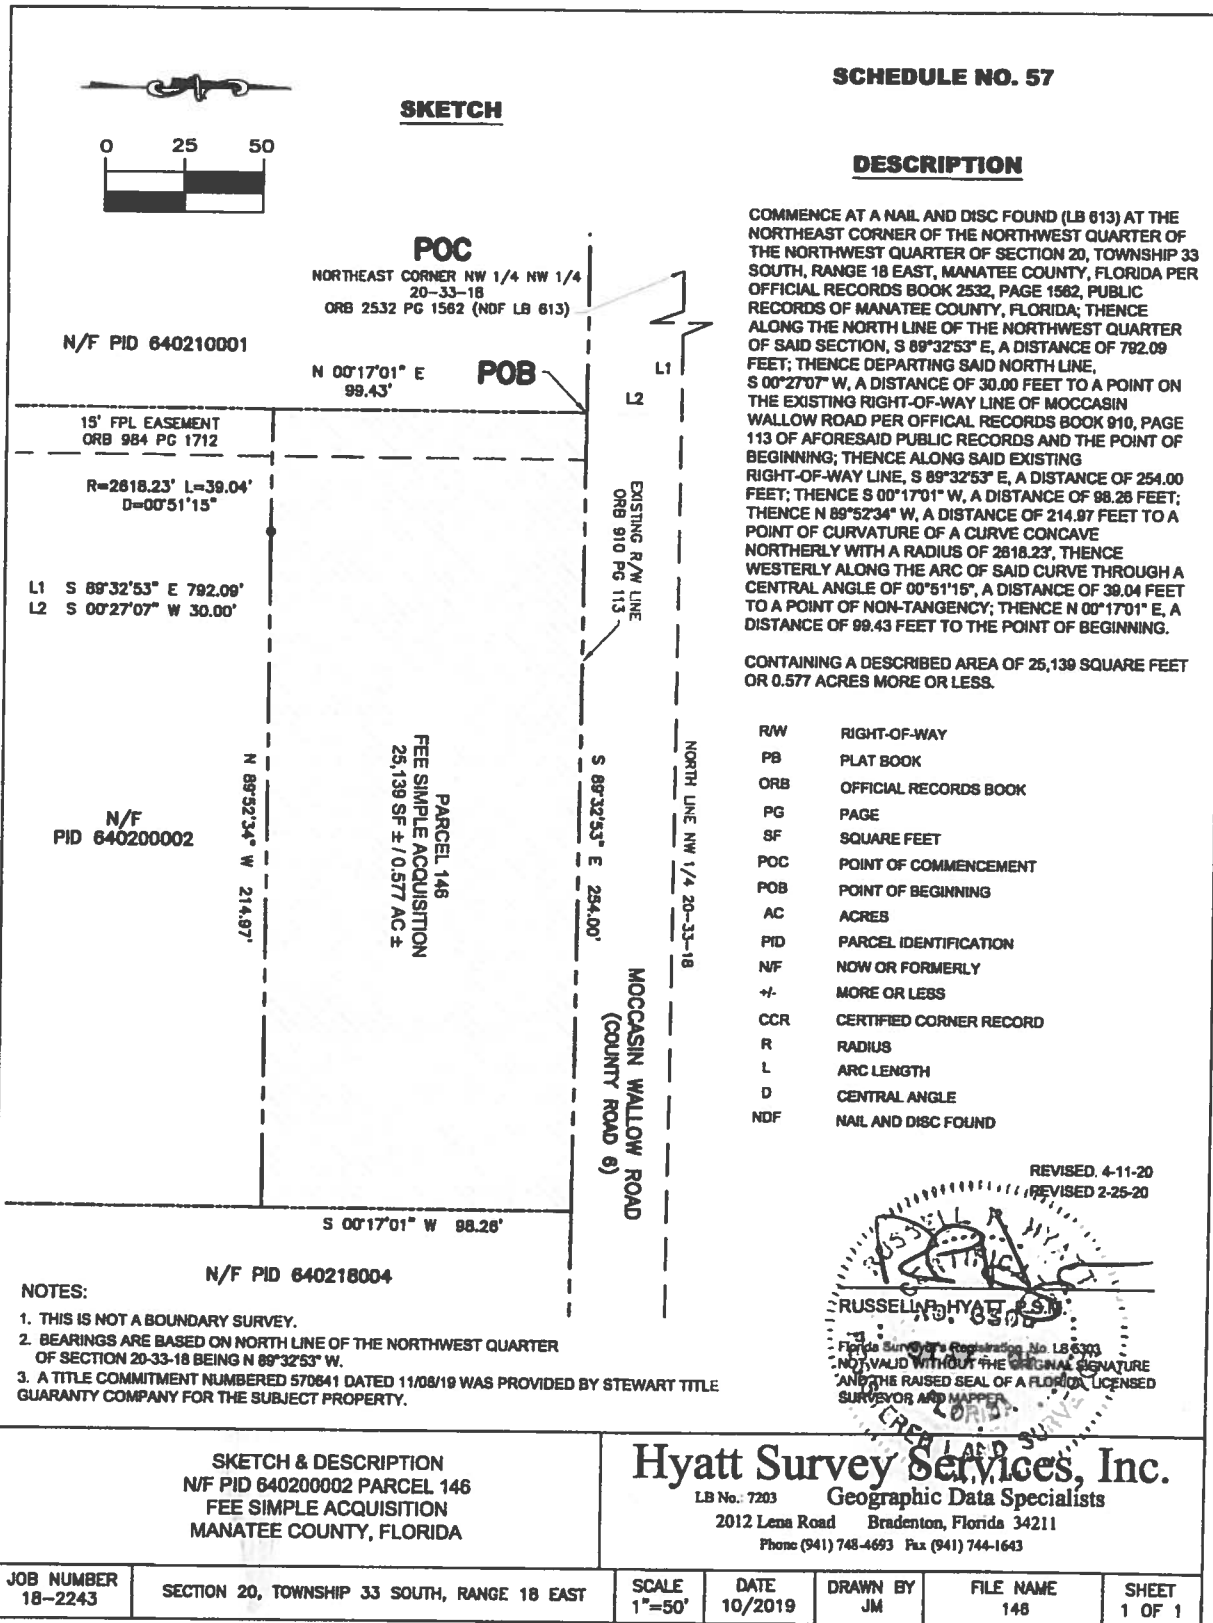 SCHEDULE NO. 57
SKETCH
0 25 50
DESCRIPTION
COMMENCE AT A NAIL AND DISC FOUND (LB 613) AT THE
NORTHEAST CORNER OF THE NORTHWEST QUARTER OF
THE NORTHWEST QUARTER OF SECTION 20, TOWNSHIP 33
SOUTH, RANGE 18 EAST, MANATEE COUNTY, FLORIDA PER
OFFICIAL RECORDS BOOK 2532, PAGE 1562, PUBLIC
RECORDS OF MANATEE COUNTY, FLORIDA; THENCE
ALONG THE NORTH LINE OF THE NORTHWEST QUARTER
OF SAID SECTION, S 89°32'53" E, A DISTANCE OF 792.09
FEET; THENCE DEPARTING SAID NORTH LINE,
S 00°27'07" W, A DISTANCE OF 30.00 FEET TO A POINT ON
THE EXISTING RIGHT-OF-WAY LINE OF MOCCASIN
WALLOW ROAD PER OFFICAL RECORDS BOOK 910, PAGE
113 OF AFORESAID PUBLIC RECORDS AND THE POINT OF
BEGINNING; THENCE ALONG SAID EXISTING
RIGHT-OF-WAY LINE, S 89°32'53" E, A DISTANCE OF 254.00
FEET; THENCE S 00°17'01" W, A DISTANCE OF 98.26 FEET;
THENCE N 89°52'34" W, A DISTANCE OF 214.97 FEET TO A
POINT OF CURVATURE OF A CURVE CONCAVE
NORTHERLY WITH A RADIUS OF 2618.23', THENCE
WESTERLY ALONG THE ARC OF SAID CURVE THROUGH A
CENTRAL ANGLE OF 00°51'15", A DISTANCE OF 39.04 FEET
TO A POINT OF NON-TANGENCY; THENCE N 00°17'01" E, A
DISTANCE OF 99.43 FEET TO THE POINT OF BEGINNING.
CONTAINING A DESCRIBED AREA OF 25,139 SQUARE FEET
OR 0.577 ACRES MORE OR LESS.
POC
NORTHEAST CORNER NW 1/4 NW 1/4
20-33-18
ORB 2532 PG 1562 (NDF LB 613)
N/F PID 640210001
N 00°17'01" E
99.43'
POB
L1
L2
15' FPL EASEMENT
ORB 984 PG 1712
R=2618.23' L=39.04'
D=00°51'15"
L1 S 89°32'53" E 792.09'
L2 S 00°27'07" W 30.00'
EXISTING R/W LINE
ORB 910 PG 113
N/F
PID 640200002
N 89°52'34" W 214.97'
PARCEL 146
FEE SIMPLE ACQUISITION
25,139 SF ± / 0.577 AC ±
S 89°32'53" E 254.00'
NORTH LINE NW 1/4 20-33-18
MOCCASIN WALLOW ROAD
(COUNTY ROAD 6)
S 00°17'01" W 98.26'
N/F PID 640218004
R/W RIGHT-OF-WAY
PB PLAT BOOK
ORB OFFICIAL RECORDS BOOK
PG PAGE
SF SQUARE FEET
POC POINT OF COMMENCEMENT
POB POINT OF BEGINNING
AC ACRES
PID PARCEL IDENTIFICATION
N/F NOW OR FORMERLY
+/- MORE OR LESS
CCR CERTIFIED CORNER RECORD
R RADIUS
L ARC LENGTH
D CENTRAL ANGLE
NDF NAIL AND DISC FOUND
REVISED. 4-11-20
REVISED 2-25-20
RUSSELL R. HYATT P.S.M.
Florida Surveyor's Registration No. LS 6303
NOT VALID WITHOUT THE ORIGINAL SIGNATURE
AND THE RAISED SEAL OF A FLORIDA LICENSED
SURVEYOR AND MAPPER
NOTES:
1. THIS IS NOT A BOUNDARY SURVEY.
2. BEARINGS ARE BASED ON NORTH LINE OF THE NORTHWEST QUARTER
OF SECTION 20-33-18 BEING N 89°32'53" W.
3. A TITLE COMMITMENT NUMBERED 570641 DATED 11/08/19 WAS PROVIDED BY STEWART TITLE
GUARANTY COMPANY FOR THE SUBJECT PROPERTY.
SKETCH & DESCRIPTION
N/F PID 640200002 PARCEL 146
FEE SIMPLE ACQUISITION
MANATEE COUNTY, FLORIDA
Hyatt Survey Services, Inc.
LB No.: 7203 Geographic Data Specialists
2012 Lena Road Bradenton, Florida 34211
Phone (941) 748-4693 Fax (941) 744-1643
JOB NUMBER
18-2243
SECTION 20, TOWNSHIP 33 SOUTH, RANGE 18 EAST
SCALE
1"=50'
DATE
10/2019
DRAWN BY
JM
FILE NAME
146
SHEET
1 OF 1